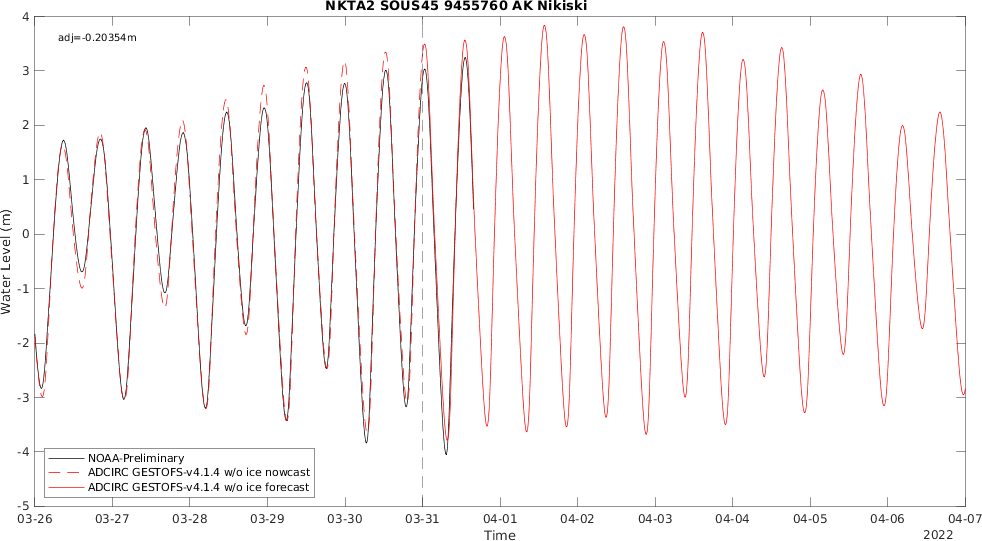 NKTA2 SOUS45 9455760 AK Nikiski
adj=-0.20354m
Water Level (m)
4
3
2
1
0
-1
-2
-3
-4
-5
NOAA-Preliminary
ADCIRC GESTOFS-v4.1.4 w/o ice nowcast
ADCIRC GESTOFS-v4.1.4 w/o ice forecast
03-26 03-27 03-28 03-29 03-30 03-31 04-01 04-02 04-03 04-04 04-05 04-06 04-07
Time
2022